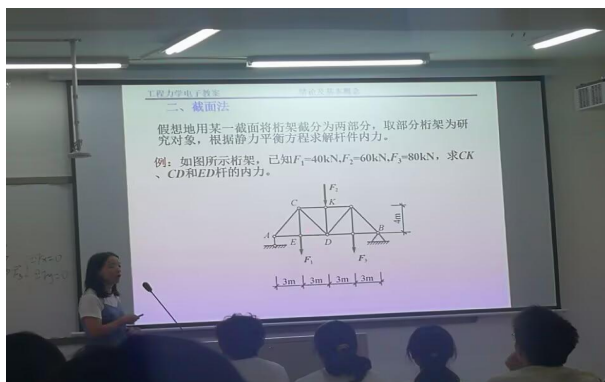 工程力学电子教案
二、截面法
假想地用某一截面将桁架截分为两部分，取部分桁架为研
究对象，根据静力平衡方程求解杆件内力。
例：如图所示桁架，已知F₁=40kN,F₂=60kN,F₃=80kN，求CK
、CD和ED杆的内力。
F₂
C K
4m
A E D B
F₁ F₃
3m 3m 3m 3m